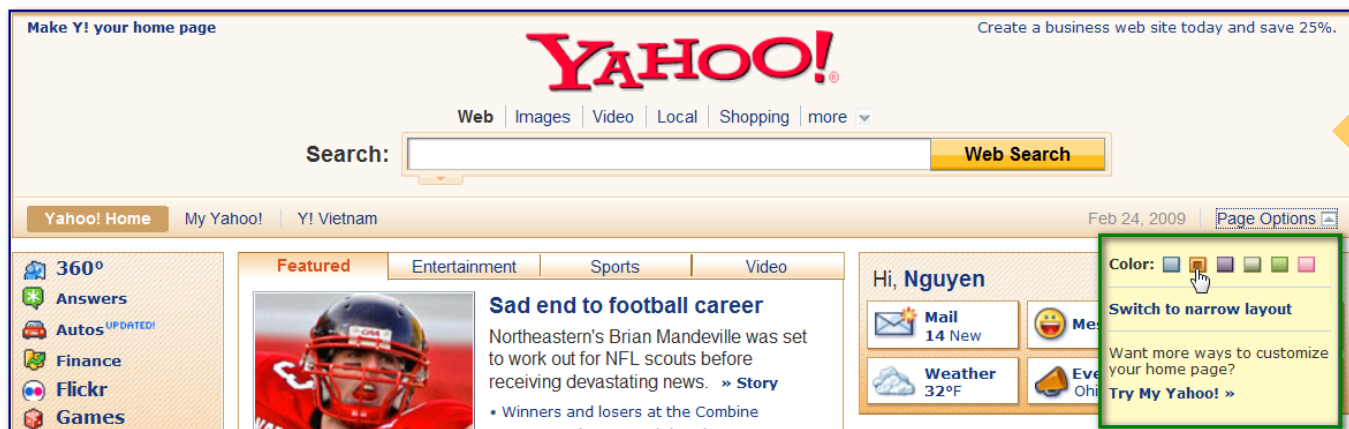 Make Y! your home page
Create a business web site today and save 25%.
YAHOO!®
Web Images Video Local Shopping more
Search:
Web Search
Yahoo! Home My Yahoo! Y! Vietnam
Feb 24, 2009 Page Options
360º
Answers
Autos UPDATED!
Finance
Flickr
Games
Featured Entertainment Sports Video
Sad end to football career
Northeastern's Brian Mandeville was set
to work out for NFL scouts before
receiving devastating news. » Story
• Winners and losers at the Combine
Hi, Nguyen
Mail
14 New
Weather
32°F
Color:
Switch to narrow layout
Want more ways to customize
your home page?
Try My Yahoo! »